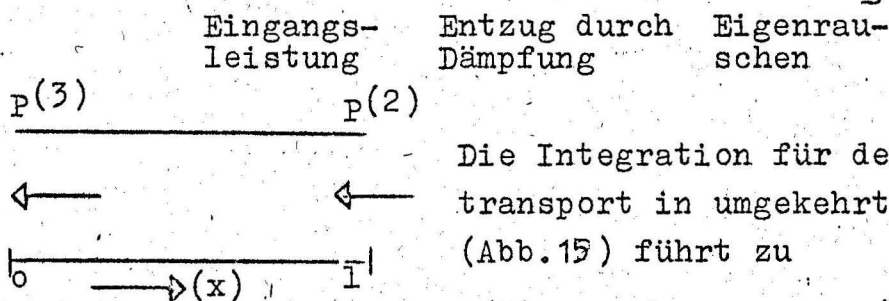 Eingangs- Entzug durch Eigenrau-
leistung Dämpfung schen
P(3) P(2)
Die Integration für de
transport in umgekehrt
(Abb.15) führt zu
o (x) l